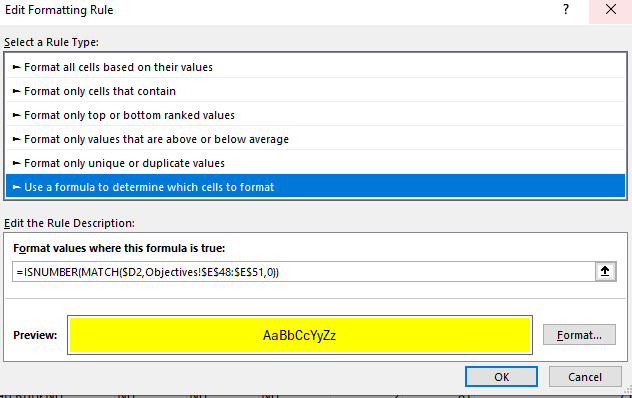 Edit Formatting Rule ? ×
Select a Rule Type:
► Format all cells based on their values
► Format only cells that contain
► Format only top or bottom ranked values
► Format only values that are above or below average
► Format only unique or duplicate values
► Use a formula to determine which cells to format
Edit the Rule Description:
Format values where this formula is true:
=ISNUMBER(MATCH($D2,Objectives!$E$48:$E$51,0))
Preview: AaBbCcYyZz Format...
OK Cancel